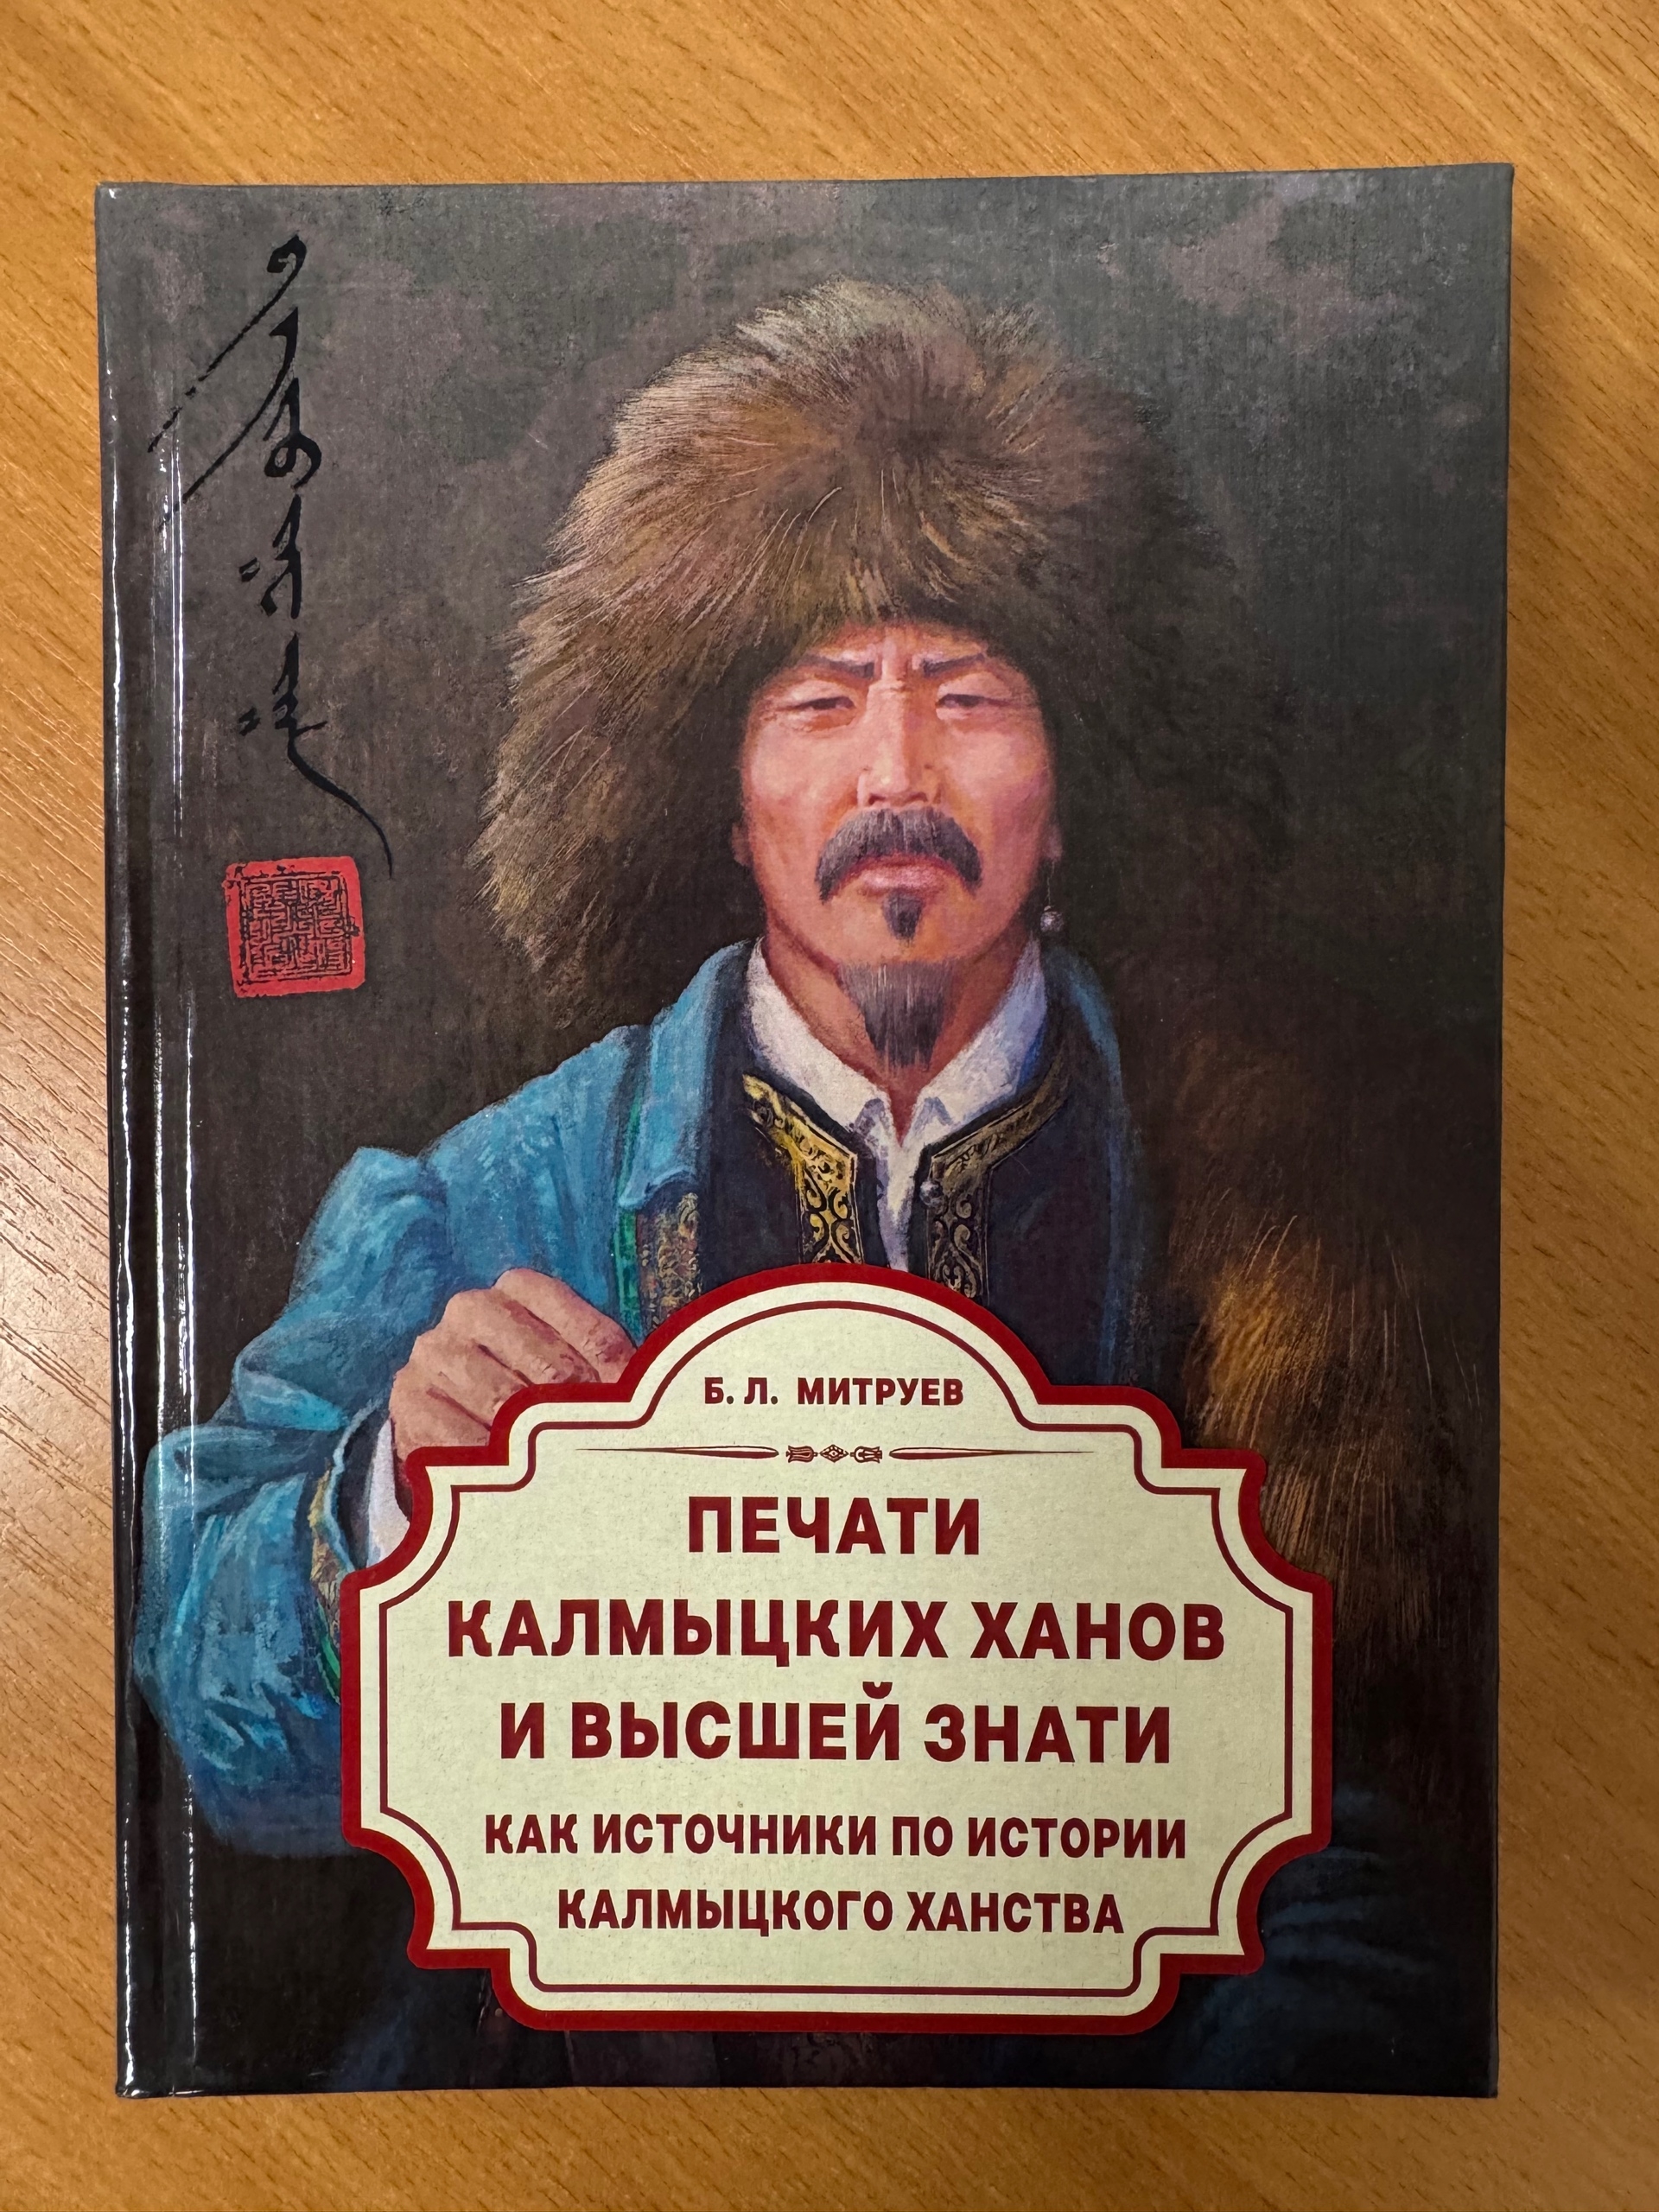 Б. Л. МИТРУЕВ
ПЕЧАТИ
КАЛМЫЦКИХ ХАНОВ
И ВЫСШЕЙ ЗНАТИ
КАК ИСТОЧНИКИ ПО ИСТОРИИ
КАЛМЫЦКОГО ХАНСТВА